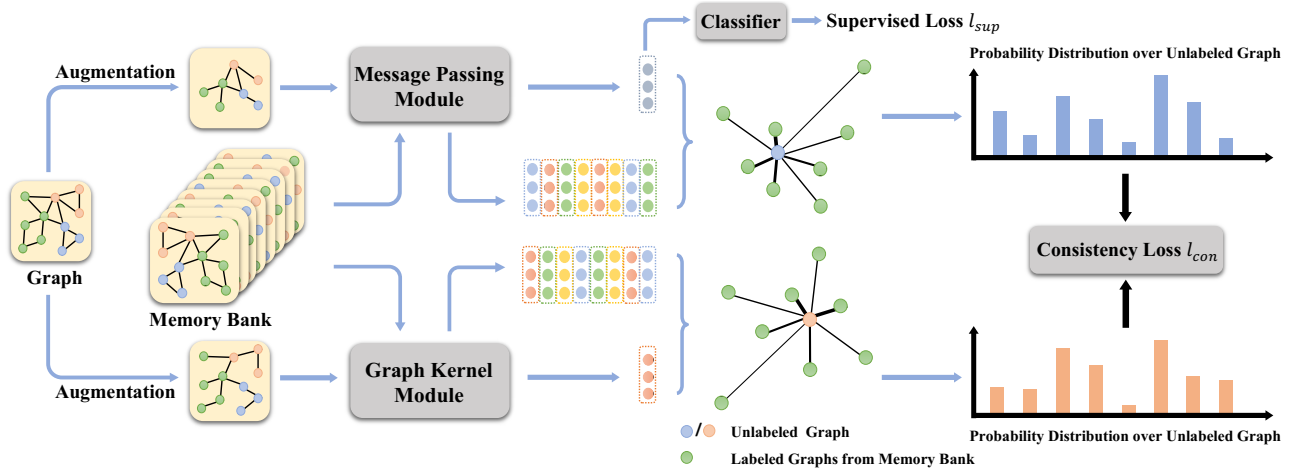 Classifier
Supervised Loss l_sup
Probability Distribution over Unlabeled Graph
Augmentation
Message Passing
Module
Graph
Memory Bank
Consistency Loss l_con
Augmentation
Graph Kernel
Module
/ Unlabeled Graph
Labeled Graphs from Memory Bank
Probability Distribution over Unlabeled Graph